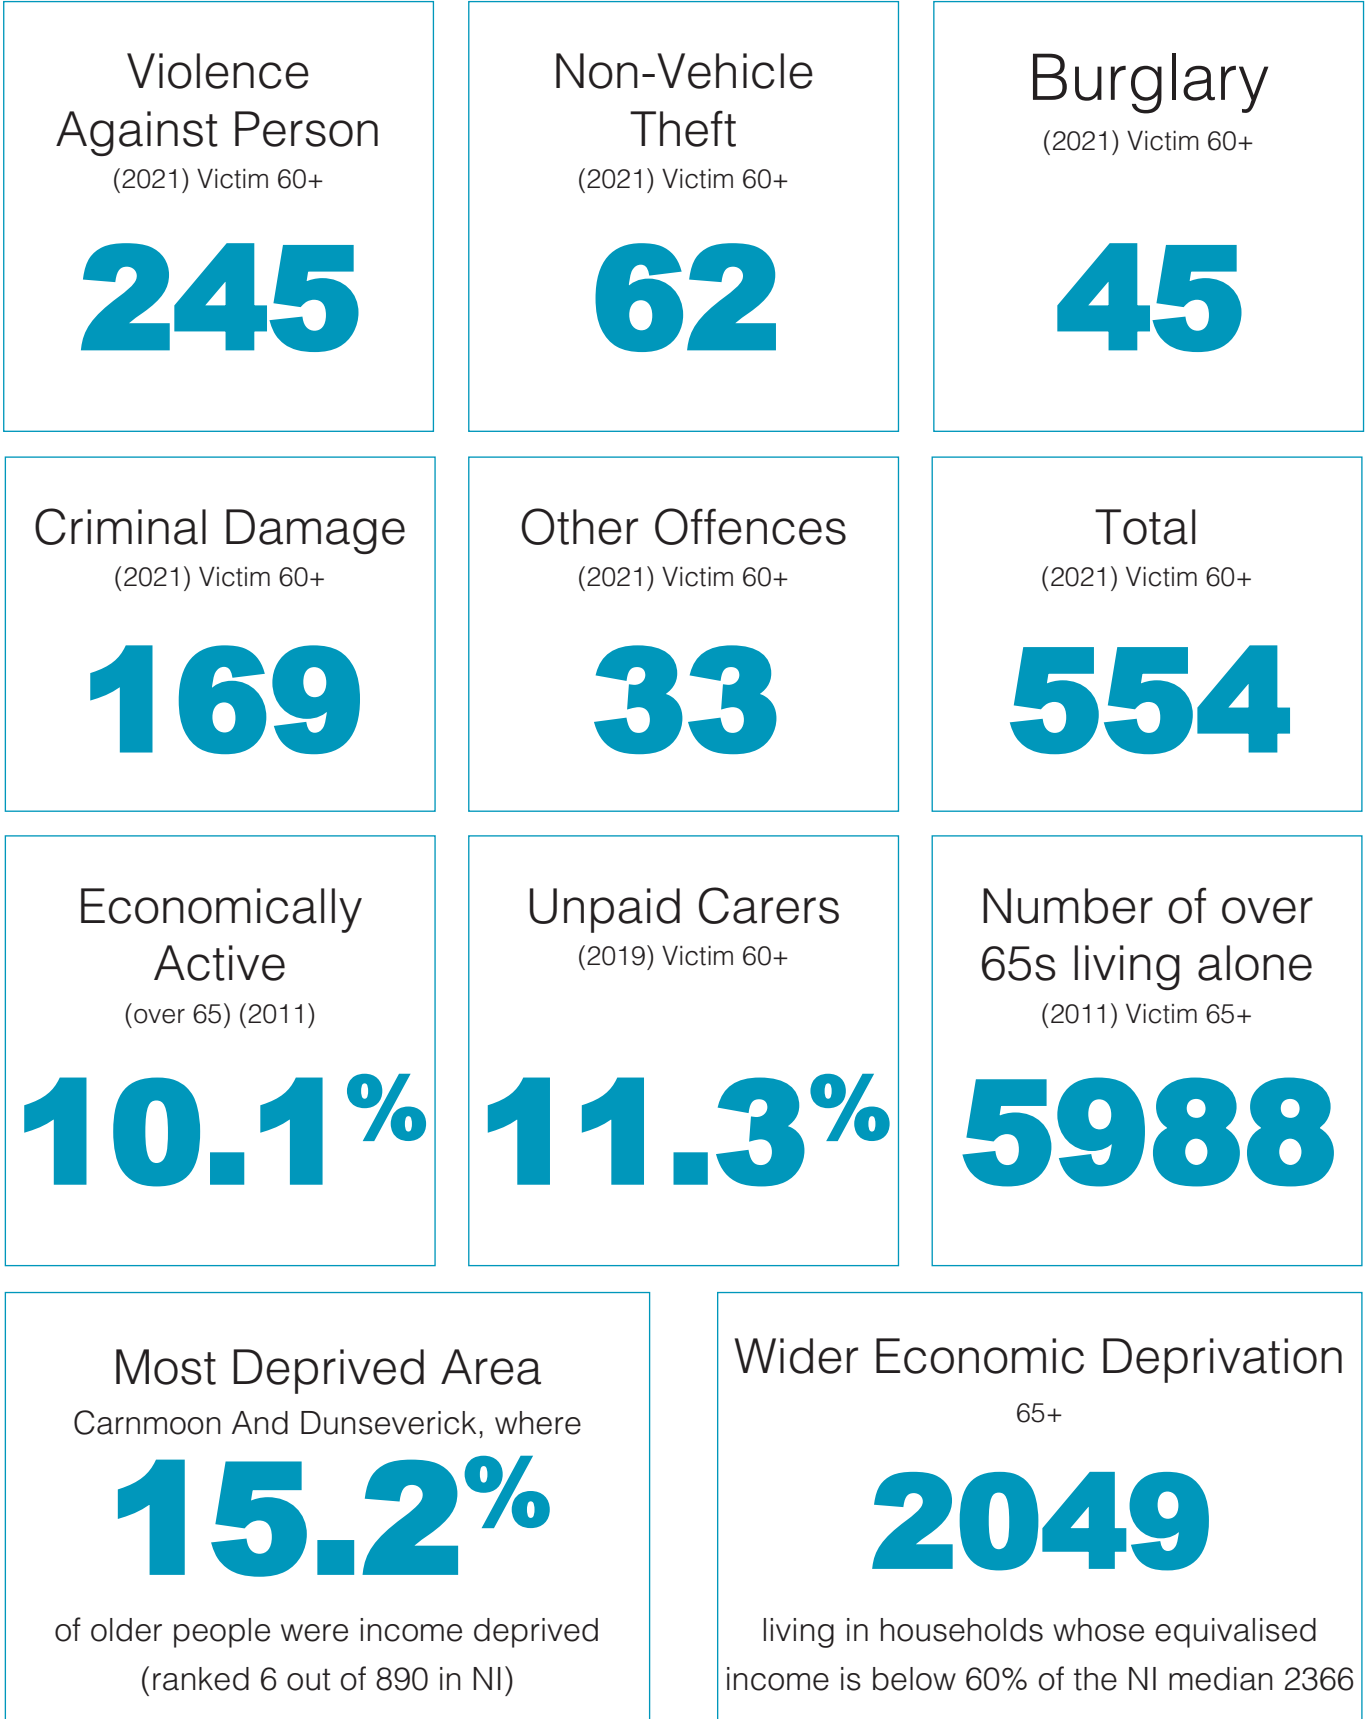 Violence
Against Person
(2021) Victim 60+
245
Non-Vehicle
Theft
(2021) Victim 60+
62
Burglary
(2021) Victim 60+
45
Criminal Damage
(2021) Victim 60+
169
Other Offences
(2021) Victim 60+
33
Total
(2021) Victim 60+
554
Economically
Active
(over 65) (2011)
10.1%
Unpaid Carers
(2019) Victim 60+
11.3%
Number of over
65s living alone
(2011) Victim 65+
5988
Most Deprived Area
Carnmoon And Dunseverick, where
15.2%
of older people were income deprived
(ranked 6 out of 890 in NI)
Wider Economic Deprivation
65+
2049
living in households whose equivalised
income is below 60% of the NI median 2366